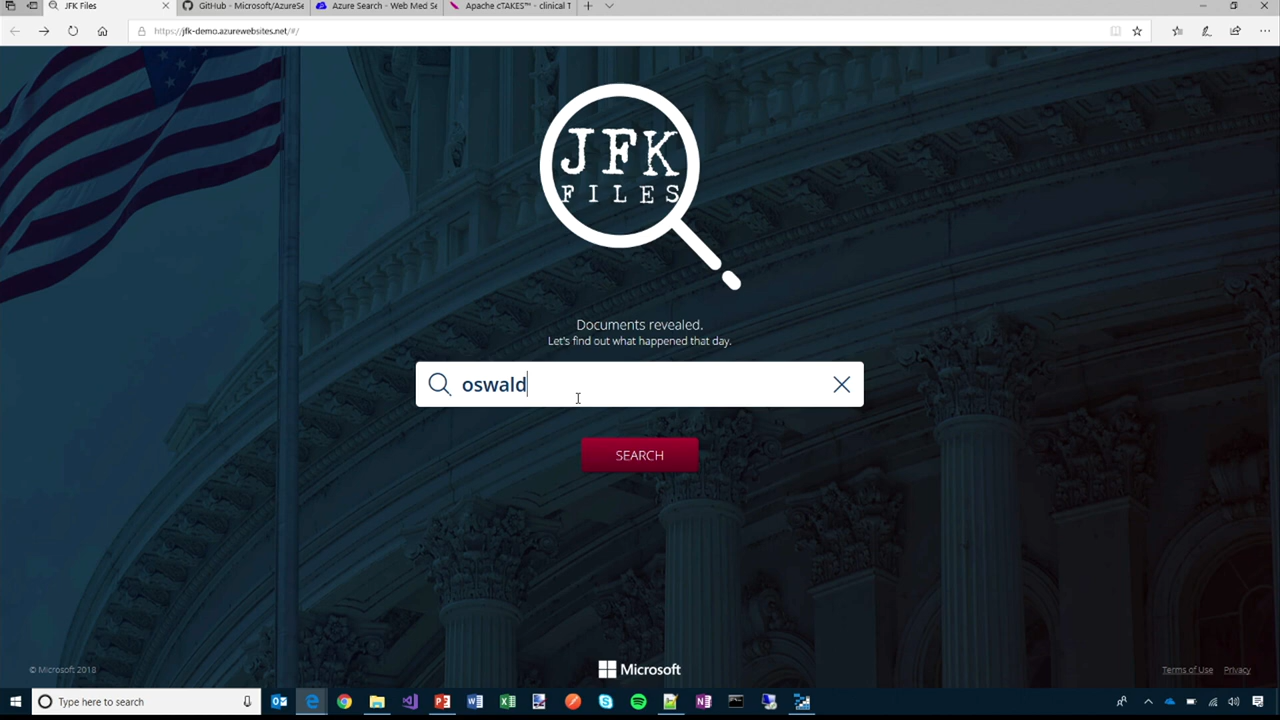 JFK Files
GitHub - Microsoft/AzureSe
Azure Search - Web Med Se
Apache cTAKES™ - clinical T
https://jfk-demo.azurewebsites.net/#/
JFK
FILES
Documents revealed.
Let's find out what happened that day.
oswald
SEARCH
© Microsoft 2018
Microsoft
Terms of Use
Privacy
Type here to search